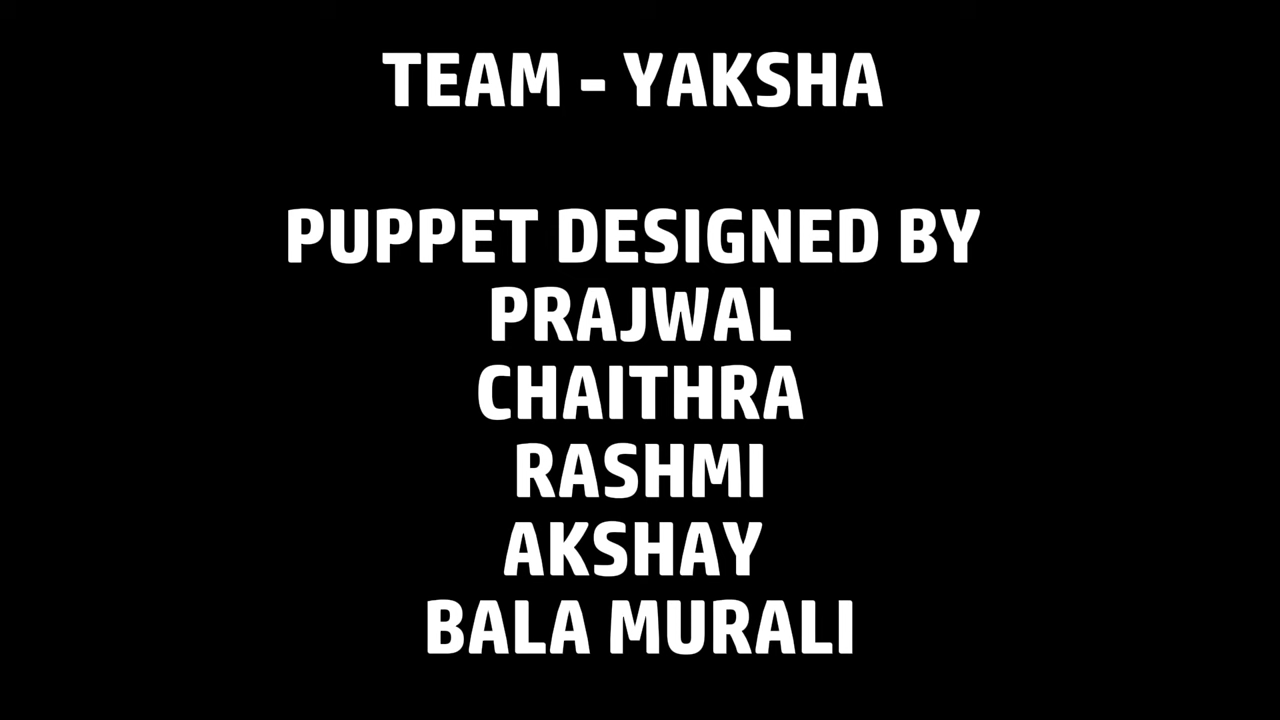 TEAM - YAKSHA
PUPPET DESIGNED BY
PRAJWAL
CHAITHRA
RASHMI
AKSHAY
BALA MURALI